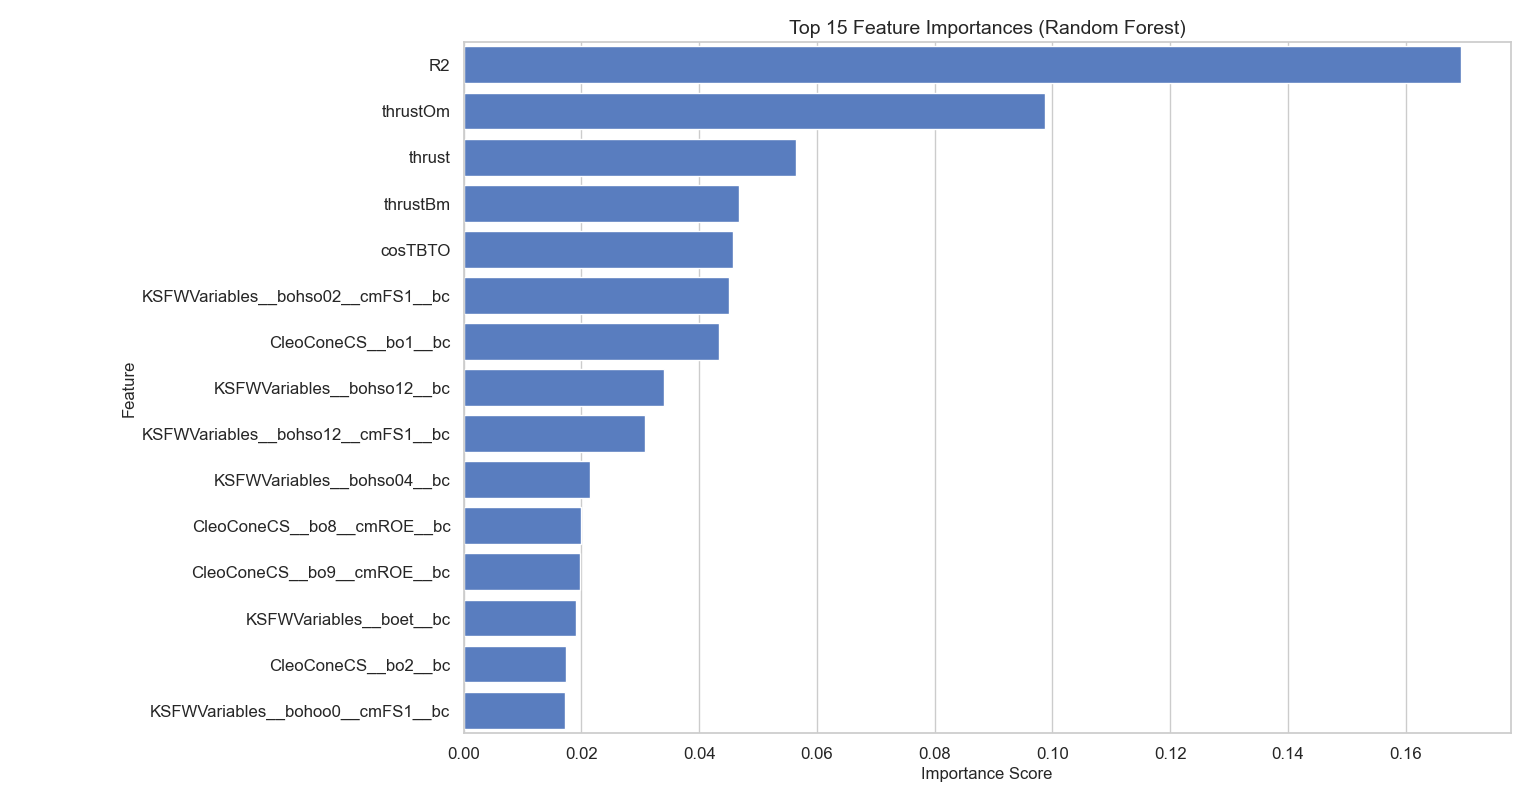 Top 15 Feature Importances (Random Forest)
R2
thrustOm
thrust
thrustBm
cosTBTO
KSFWVariables__bohso02__cmFS1__bc
CleoConeCS__bo1__bc
KSFWVariables__bohso12__bc
KSFWVariables__bohso12__cmFS1__bc
KSFWVariables__bohso04__bc
CleoConeCS__bo8__cmROE__bc
CleoConeCS__bo9__cmROE__bc
KSFWVariables__boet__bc
CleoConeCS__bo2__bc
KSFWVariables__bohoo0__cmFS1__bc
Feature
0.00 0.02 0.04 0.06 0.08 0.10 0.12 0.14 0.16
Importance Score